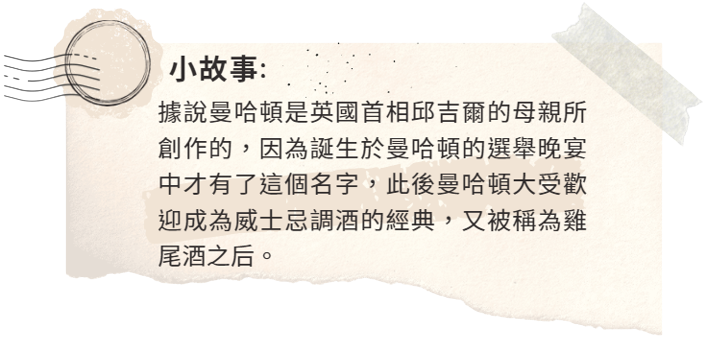 小故事:
據說曼哈頓是英國首相邱吉爾的母親所
創作的，因為誕生於曼哈頓的選舉晚宴
中才有了這個名字，此後曼哈頓大受歡
迎成為威士忌調酒的經典，又被稱為雞
尾酒之后。